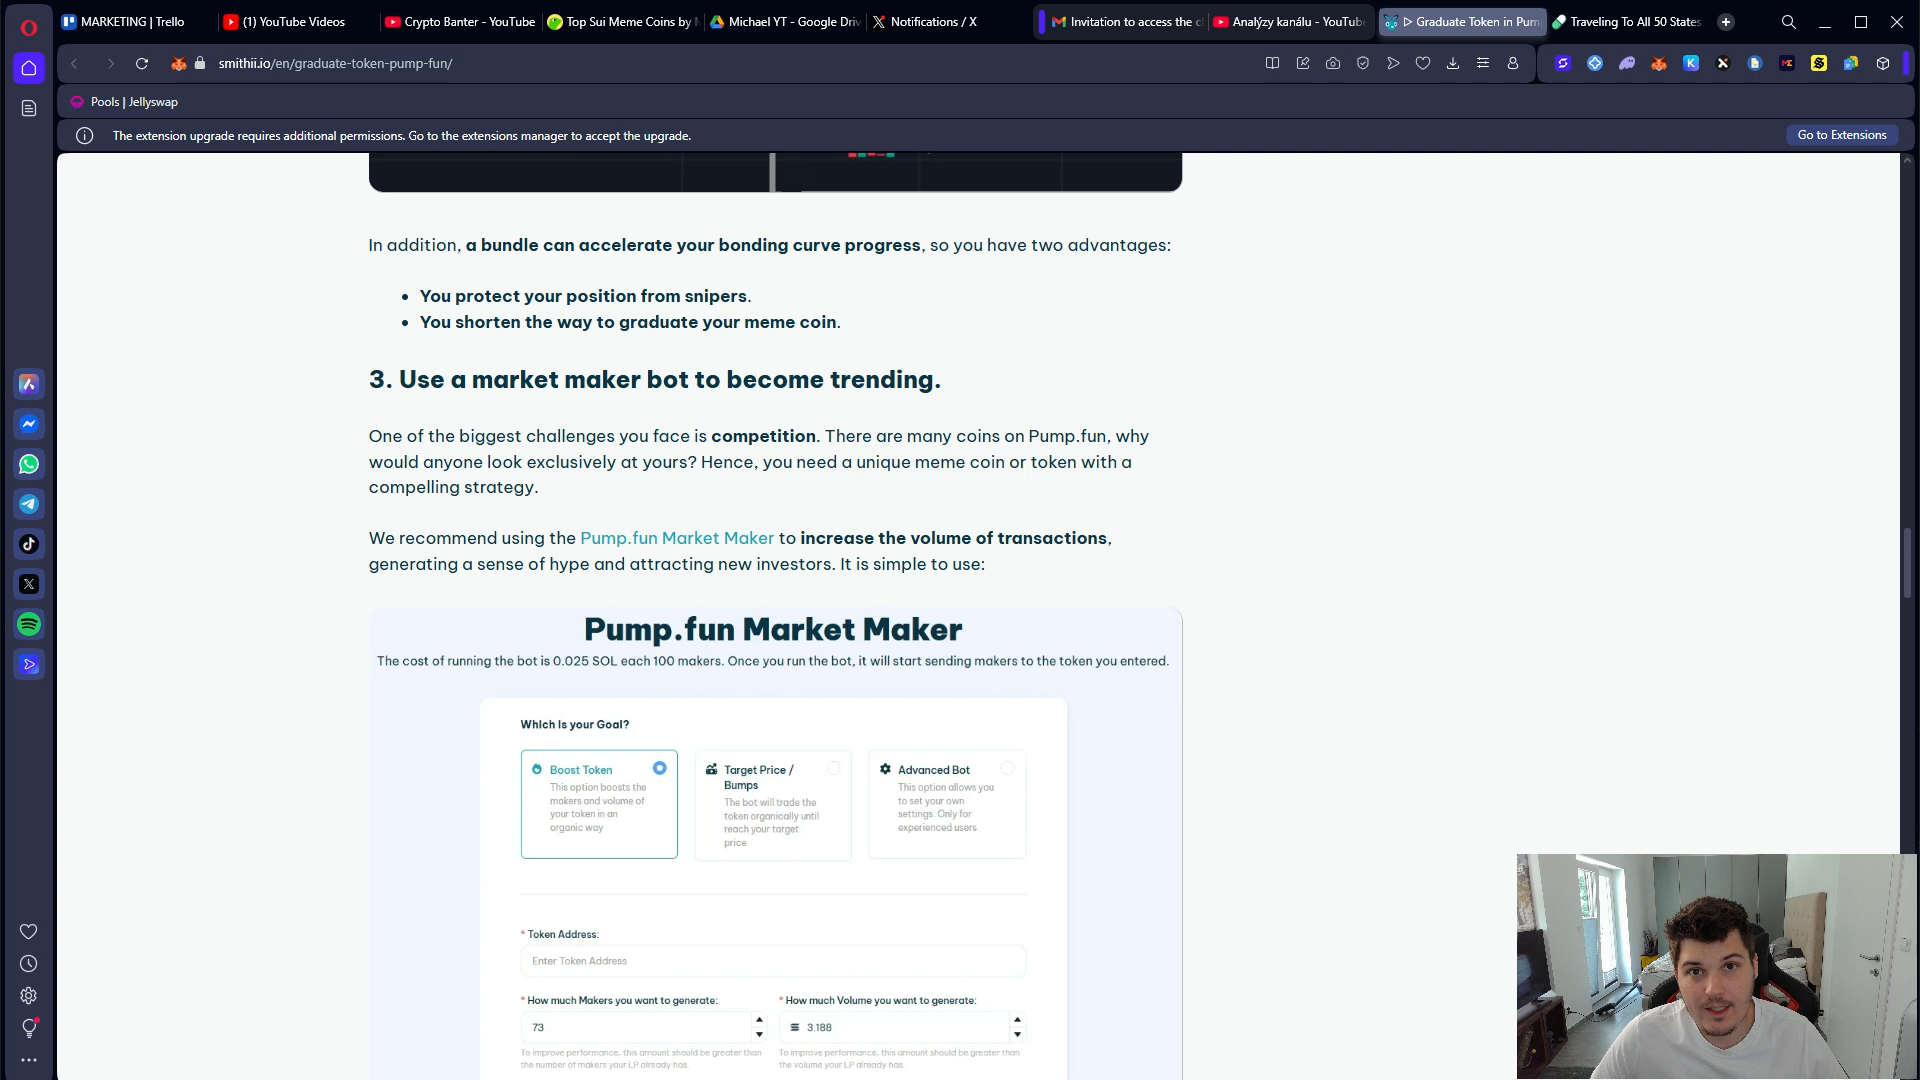 MARKETING | Trello
(1) YouTube Videos
Crypto Banter - YouTube
Top Sui Meme Coins by M
Michael YT - Google Driv
Notifications / X
Invitation to access the c
Analýzy kanálu - YouTube
ᐅ Graduate Token in Pum
Traveling To All 50 States
smithii.io/en/graduate-token-pump-fun/
Pools | Jellyswap
The extension upgrade requires additional permissions. Go to the extensions manager to accept the upgrade.
Go to Extensions
In addition, a bundle can accelerate your bonding curve progress, so you have two advantages:
• You protect your position from snipers.
• You shorten the way to graduate your meme coin.
3. Use a market maker bot to become trending.
One of the biggest challenges you face is competition. There are many coins on Pump.fun, why
would anyone look exclusively at yours? Hence, you need a unique meme coin or token with a
compelling strategy.
We recommend using the Pump.fun Market Maker to increase the volume of transactions,
generating a sense of hype and attracting new investors. It is simple to use:
Pump.fun Market Maker
The cost of running the bot is 0.025 SOL each 100 makers. Once you run the bot, it will start sending makers to the token you entered.
Which is your Goal?
Boost Token
This option boosts the
makers and volume of
your token in an
organic way
Target Price /
Bumps
The bot will trade the
token organically until
reach your target
price
Advanced Bot
This option allows you
to set your own
settings. Only for
experienced users
* Token Address:
Enter Token Address
* How much Makers you want to generate:
73
To improve performance, this amount should be greater than
the number of makers your LP already has.
* How much Volume you want to generate:
3.188
To improve performance, this amount should be greater than
the volume your LP already has.